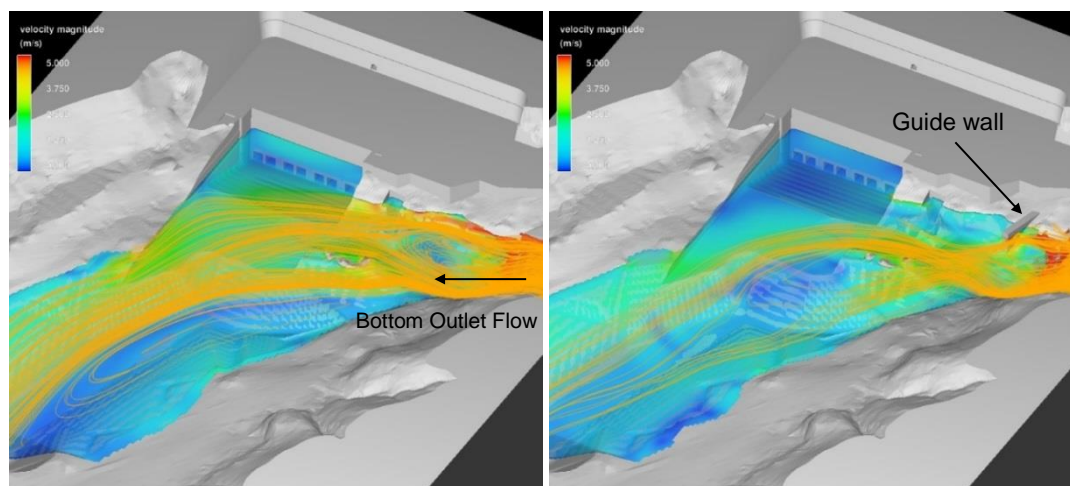 velocity magnitude
(m/s)
5.000
3.750
Bottom Outlet Flow
velocity magnitude
(m/s)
5.000
3.750
Guide wall